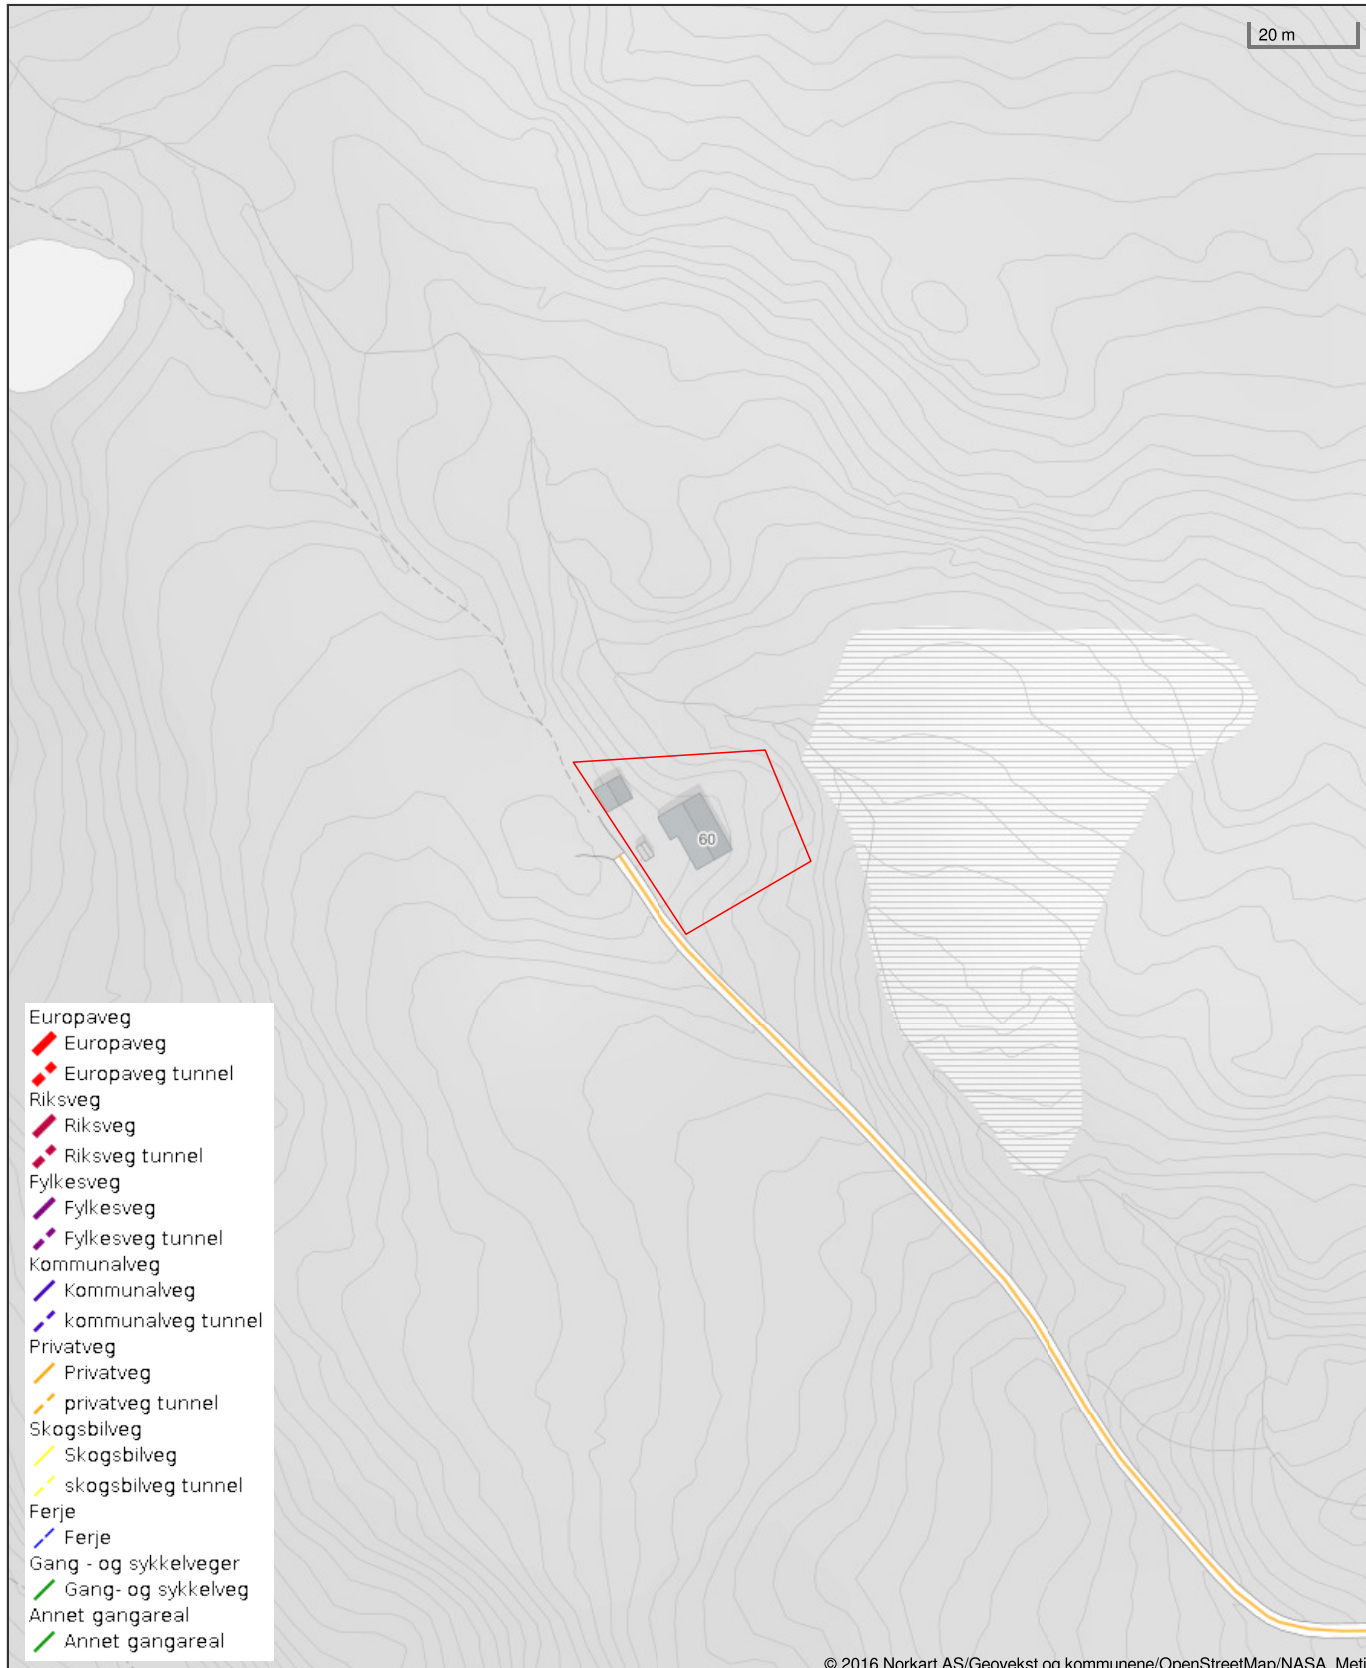 20 m
60
Europaveg
Europaveg
Europaveg tunnel
Riksveg
Riksveg
Riksveg tunnel
Fylkesveg
Fylkesveg
Fylkesveg tunnel
Kommunalveg
Kommunalveg
kommunalveg tunnel
Privatveg
Privatveg
privatveg tunnel
Skogsbilveg
Skogsbilveg
skogsbilveg tunnel
Ferje
Ferje
Gang - og sykkelveger
Gang- og sykkelveg
Annet gangareal
Annet gangareal
© 2016 Norkart AS/Geovekst og kommunene/OpenStreetMap/NASA, Meti